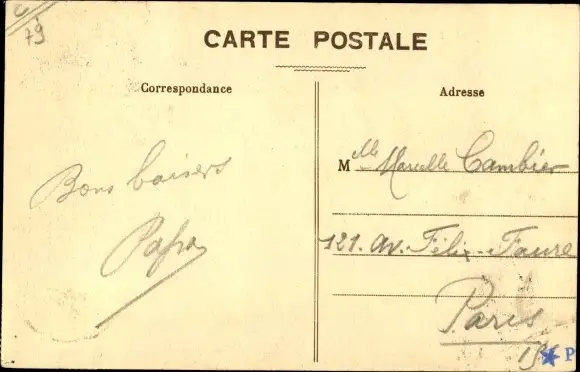 79
CARTE POSTALE
Correspondance
Adresse
Bons baisers
Papa
Mlle Marcelle Cambier
121. Av. Félix-Faure
Paris
P